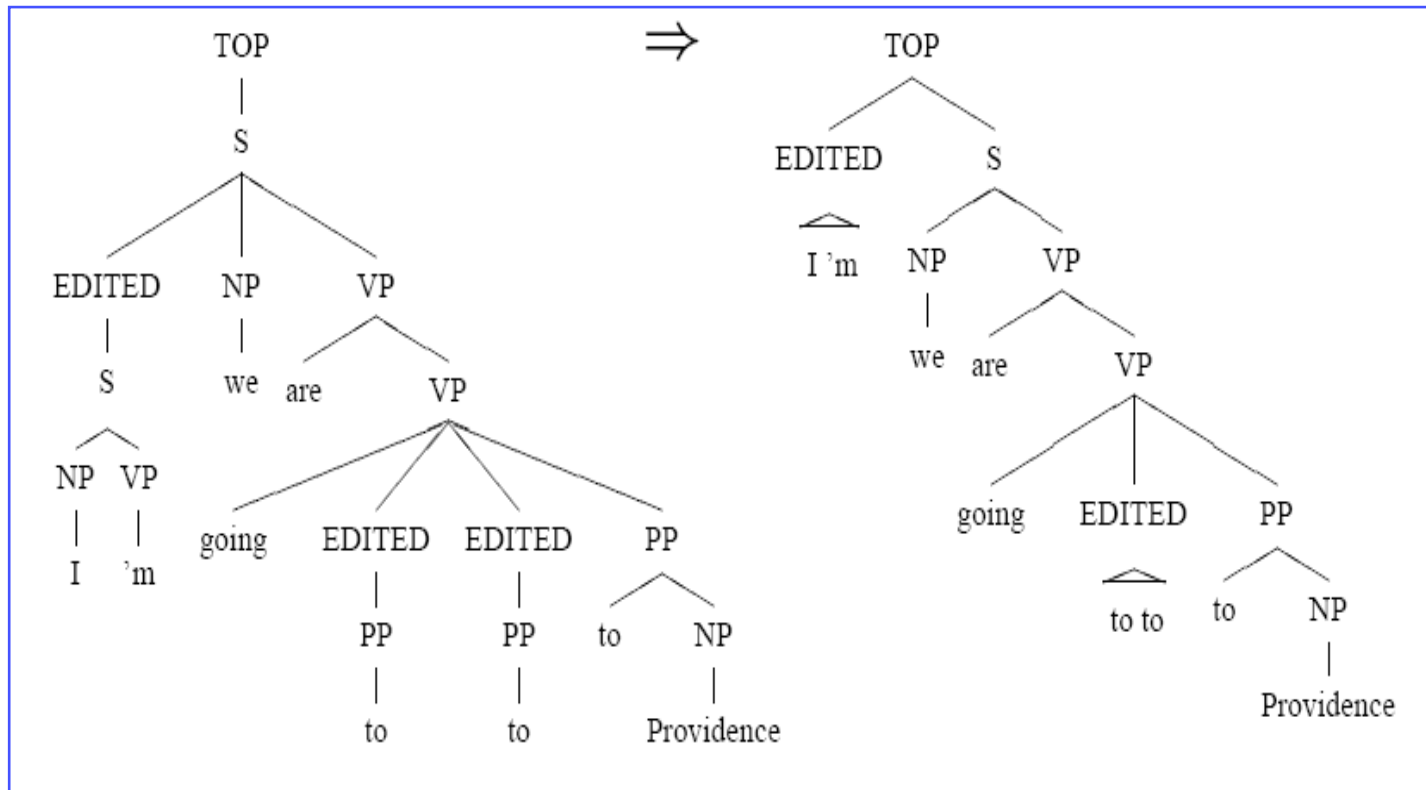 TOP ⇒ TOP
S
EDITED S
EDITED NP VP
I 'm NP VP
S we are VP
we are VP
NP VP
going EDITED EDITED PP
going EDITED PP
I 'm
PP PP to NP
to to to NP
to to Providence
Providence